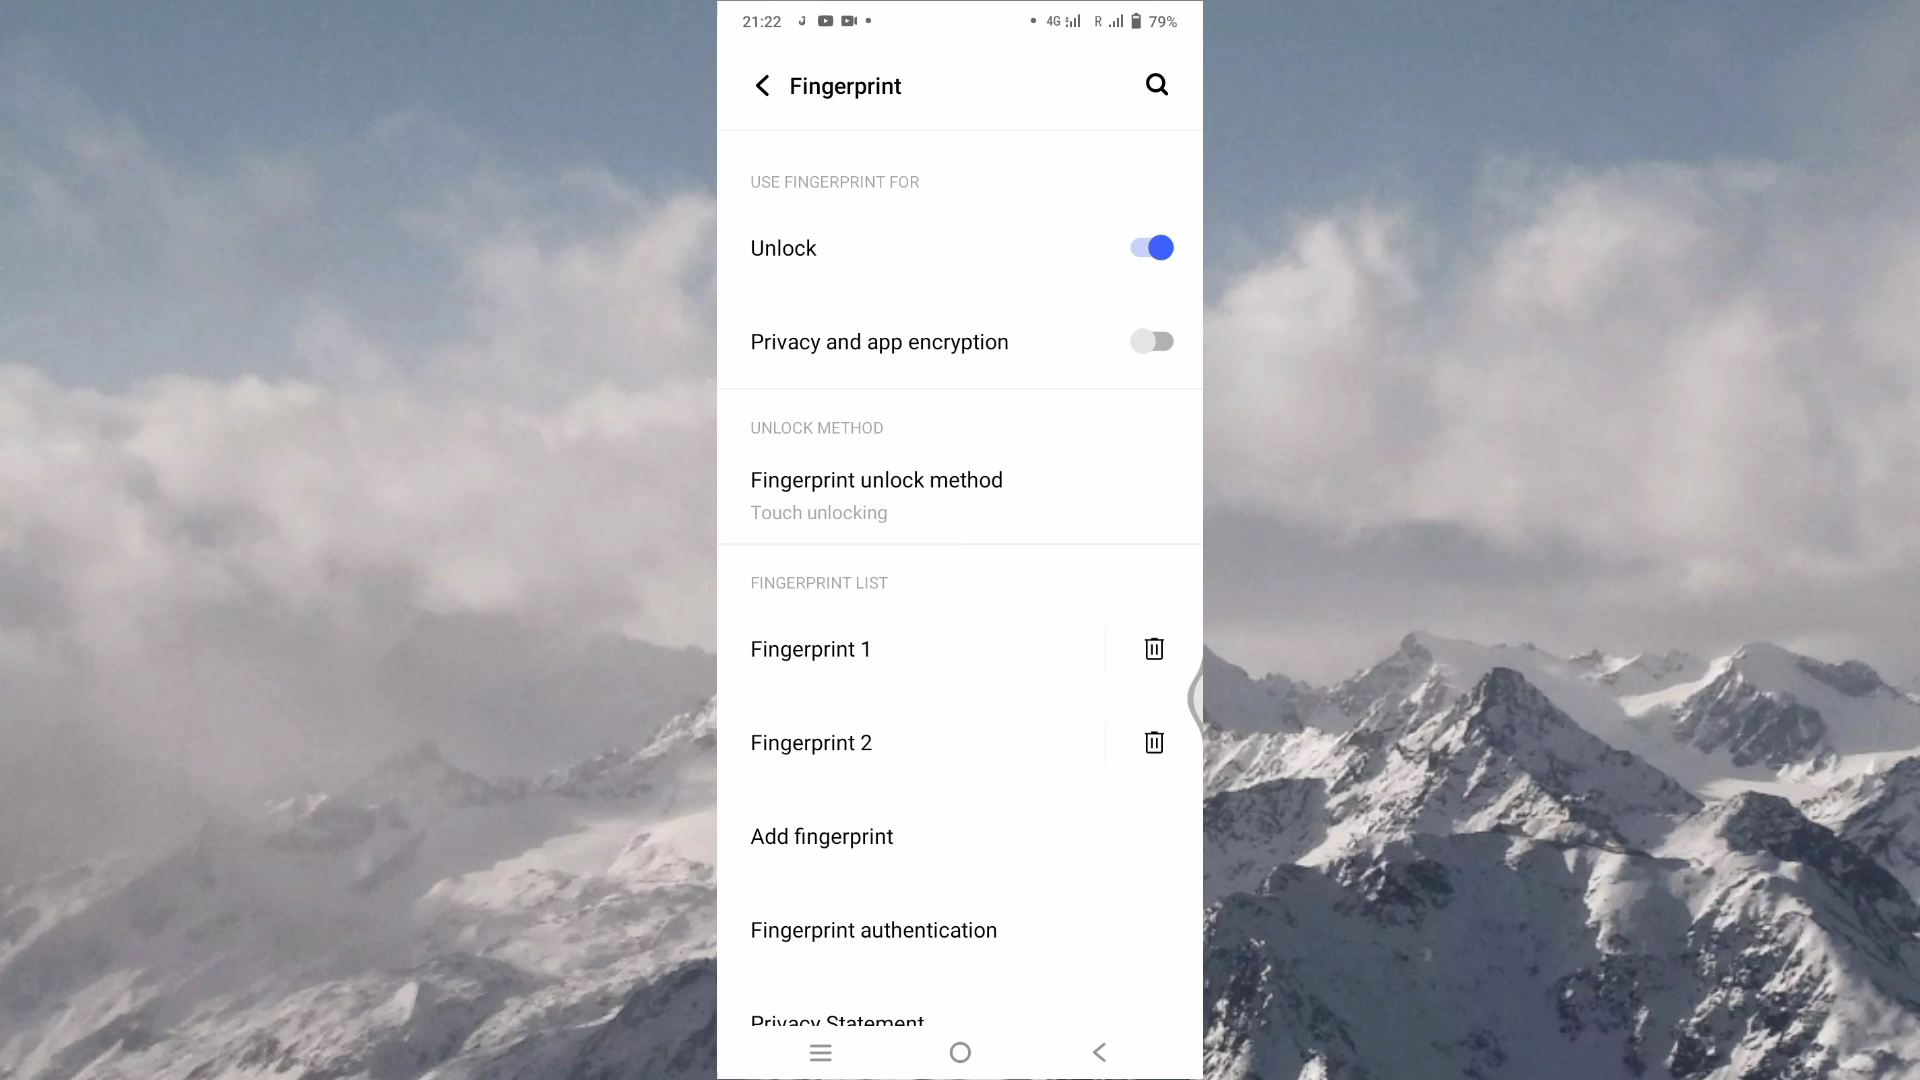 21:22 4G R 79%
Fingerprint
USE FINGERPRINT FOR
Unlock
Privacy and app encryption
UNLOCK METHOD
Fingerprint unlock method
Touch unlocking
FINGERPRINT LIST
Fingerprint 1
Fingerprint 2
Add fingerprint
Fingerprint authentication
Privacy Statement